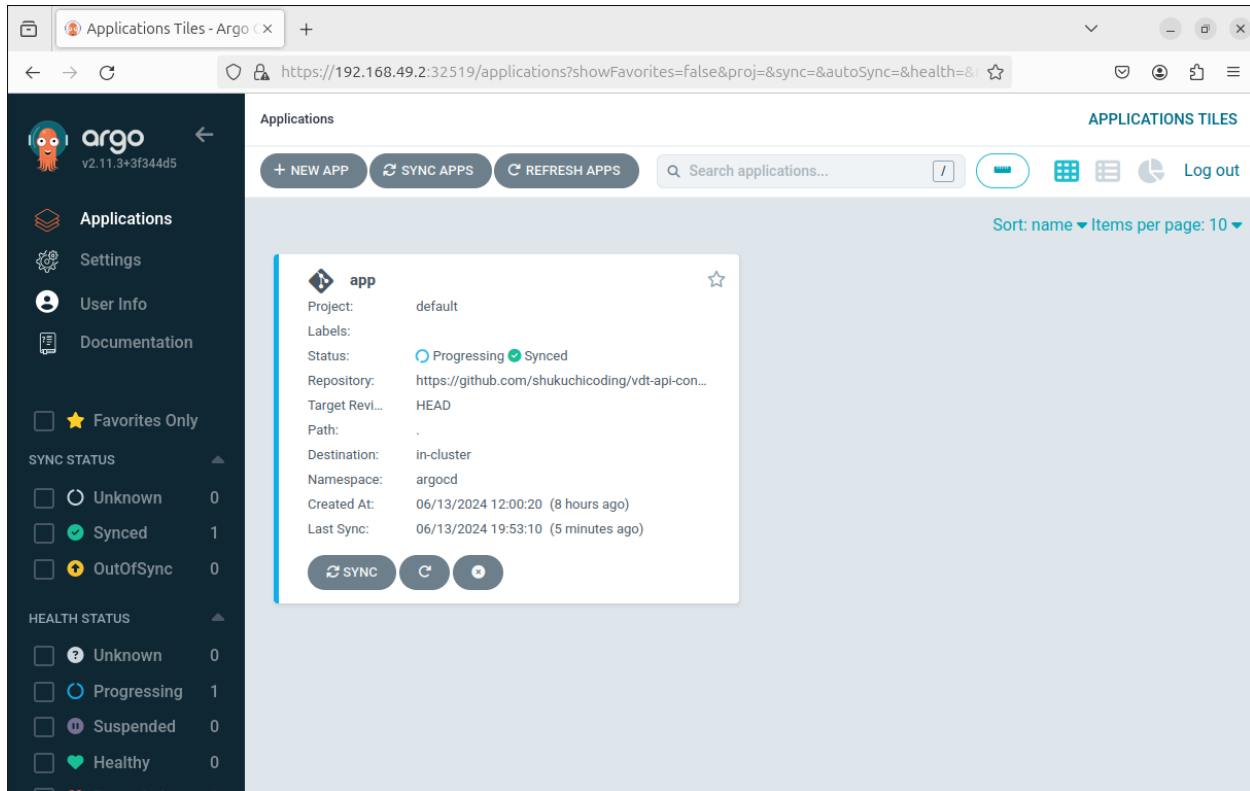 Applications Tiles - Argo C
https://192.168.49.2:32519/applications?showFavorites=false&proj=&sync=&autoSync=&health=&
argo
v2.11.3+3f344d5
Applications
Settings
User Info
Documentation
Favorites Only
SYNC STATUS
Unknown 0
Synced 1
OutOfSync 0
HEALTH STATUS
Unknown 0
Progressing 1
Suspended 0
Healthy 0
Applications APPLICATIONS TILES
+ NEW APP SYNC APPS REFRESH APPS Search applications... / Log out
Sort: name Items per page: 10
app
Project: default
Labels:
Status: Progressing Synced
Repository: https://github.com/shukuchicoding/vdt-api-con...
Target Revi... HEAD
Path: .
Destination: in-cluster
Namespace: argocd
Created At: 06/13/2024 12:00:20 (8 hours ago)
Last Sync: 06/13/2024 19:53:10 (5 minutes ago)
SYNC